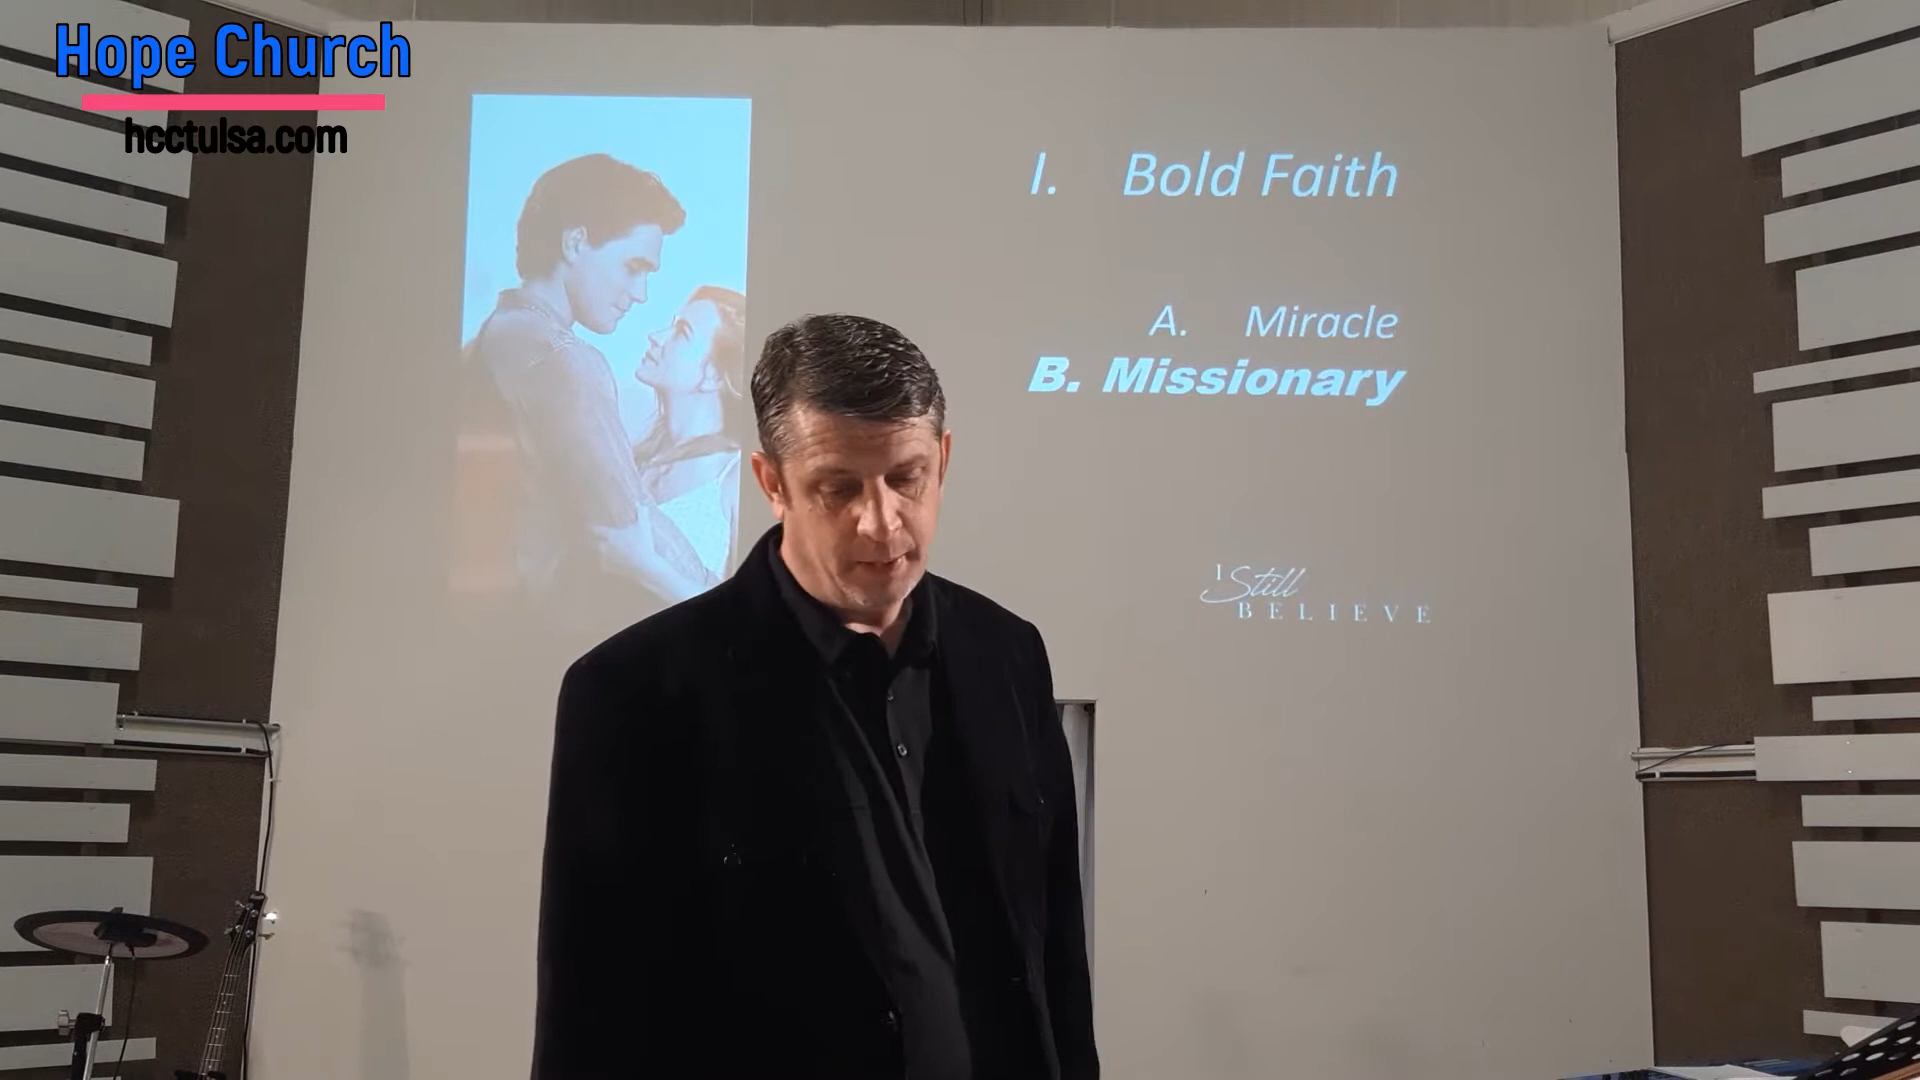 Hope Church
hcctulsa.com
I. Bold Faith
A. Miracle
B. Missionary
I Still
BELIEVE